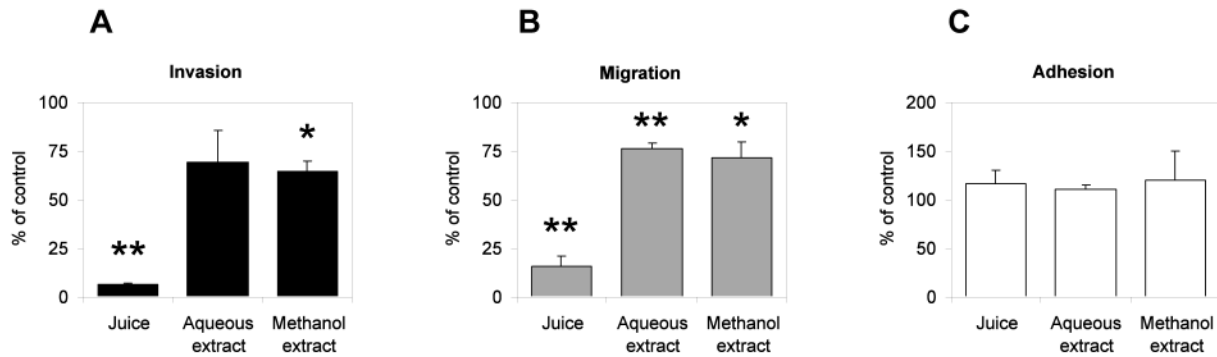 A
Invasion
% of control
100
75
50
25
0
**
*
Juice
Aqueous
extract
Methanol
extract
B
Migration
% of control
100
75
50
25
0
**
**
*
Juice
Aqueous
extract
Methanol
extract
C
Adhesion
% of control
200
150
100
50
0
Juice
Aqueous
extract
Methanol
extract